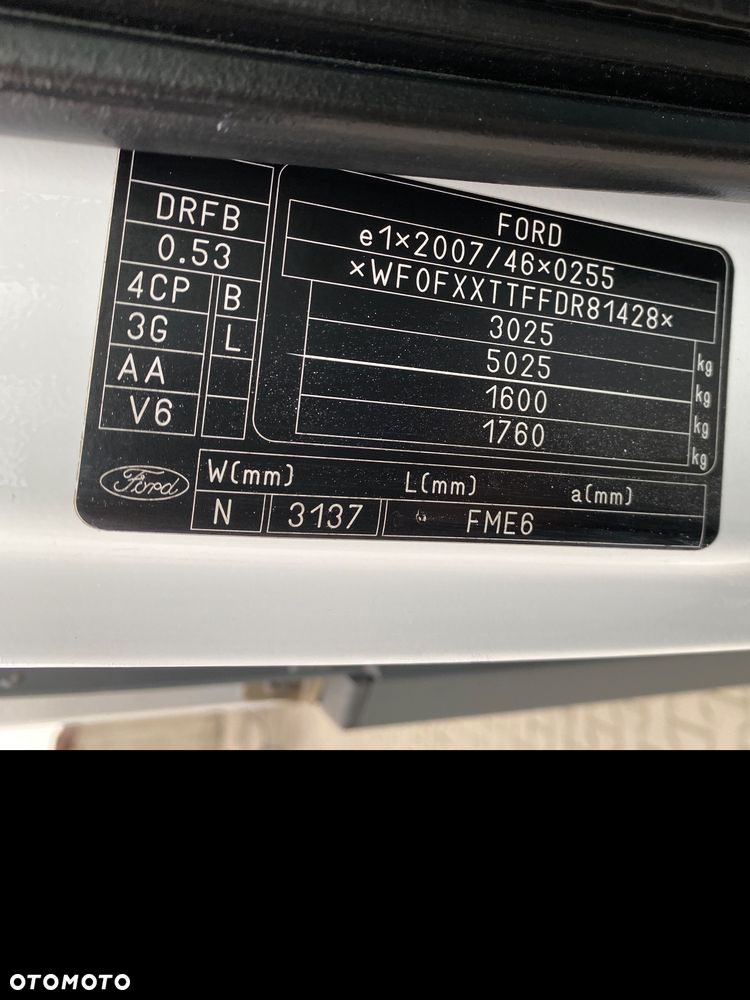 FORD
e1×2007/46×0255
×WF0FXXTTFFDR81428×
3025 kg
5025 kg
1600 kg
1760 kg
DRFB
0.53
4CP B
3G L
AA
V6
Ford
W(mm) L(mm) a(mm)
N 3137 FME6
OTOMOTO